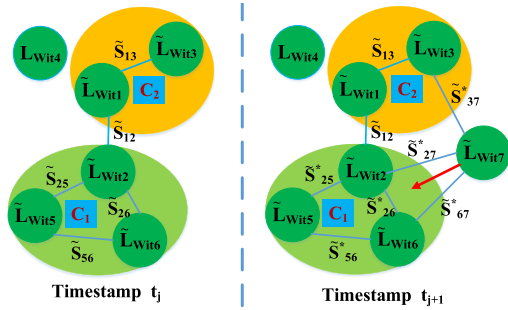 L_Wit4
S̃_13
L̃_Wit3
L̃_Wit1
C_2
S̃_12
L̃_Wit2
S̃_25
S̃_26
L̃_Wit5
C_1
L̃_Wit6
S̃_56
Timestamp t_j
L_Wit4
S̃_13
L̃_Wit3
L̃_Wit1
C_2
S̃*_37
S̃_12
S̃*_27
L̃_Wit7
L̃_Wit2
S̃*_25
S̃*_26
S̃*_67
L̃_Wit5
C_1
L̃_Wit6
S̃*_56
Timestamp t_j+1